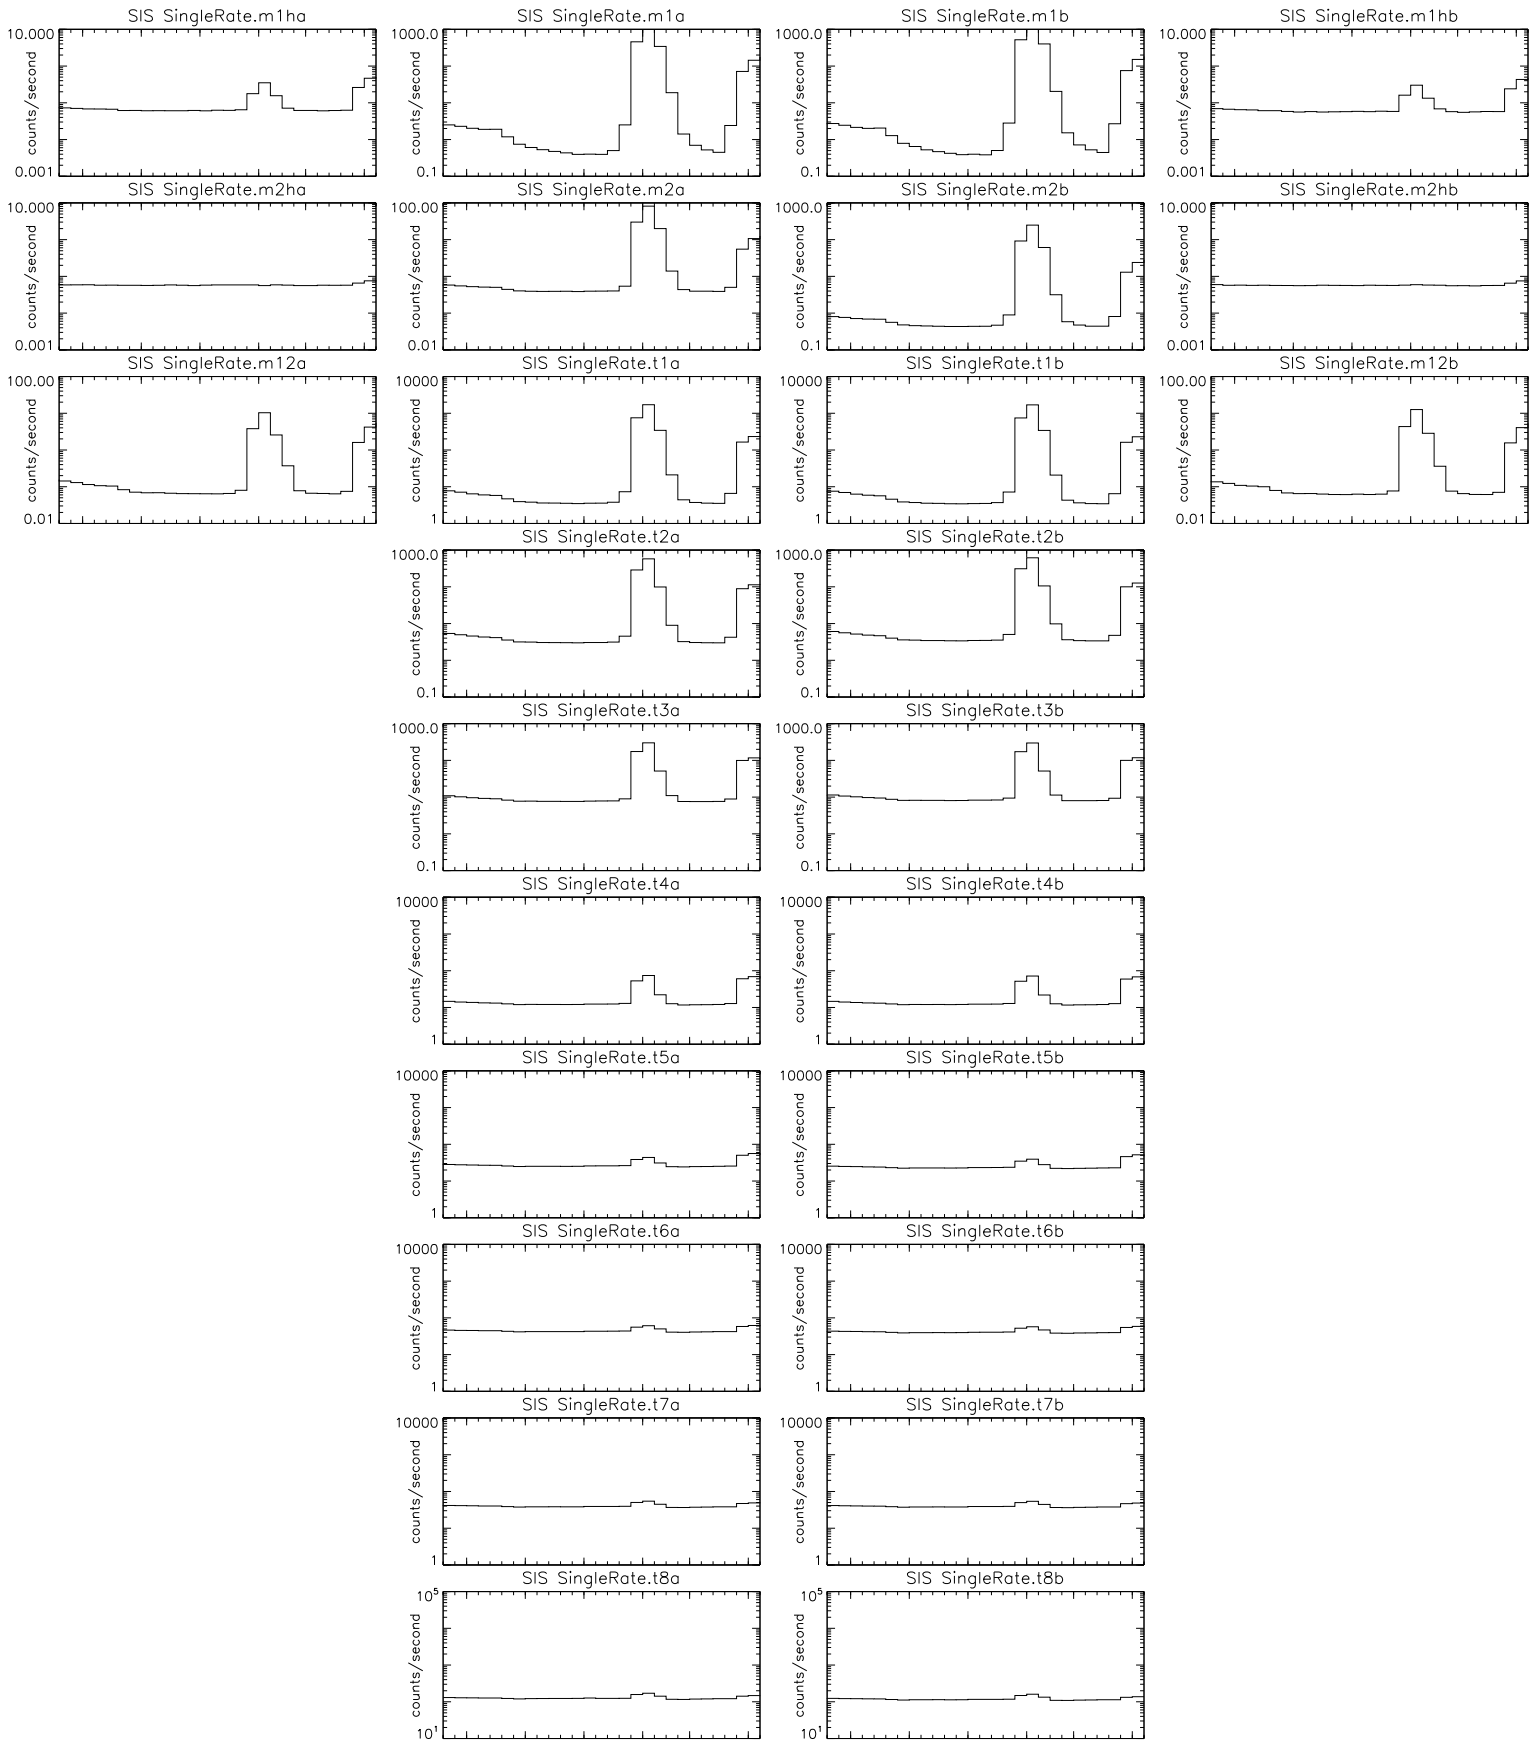 SIS SingleRate.m1ha
10.000
counts/second
0.001
SIS SingleRate.m1a
1000.0
counts/second
0.1
SIS SingleRate.m1b
1000.0
counts/second
0.1
SIS SingleRate.m1hb
10.000
counts/second
0.001
SIS SingleRate.m2ha
10.000
counts/second
0.001
SIS SingleRate.m2a
100.00
counts/second
0.01
SIS SingleRate.m2b
1000.0
counts/second
0.1
SIS SingleRate.m2hb
10.000
counts/second
0.001
SIS SingleRate.m12a
100.00
counts/second
0.01
SIS SingleRate.t1a
10000
counts/second
1
SIS SingleRate.t1b
10000
counts/second
1
SIS SingleRate.m12b
100.00
counts/second
0.01
SIS SingleRate.t2a
1000.0
counts/second
0.1
SIS SingleRate.t2b
1000.0
counts/second
0.1
SIS SingleRate.t3a
1000.0
counts/second
0.1
SIS SingleRate.t3b
1000.0
counts/second
0.1
SIS SingleRate.t4a
10000
counts/second
1
SIS SingleRate.t4b
10000
counts/second
1
SIS SingleRate.t5a
10000
counts/second
1
SIS SingleRate.t5b
10000
counts/second
1
SIS SingleRate.t6a
10000
counts/second
1
SIS SingleRate.t6b
10000
counts/second
1
SIS SingleRate.t7a
10000
counts/second
1
SIS SingleRate.t7b
10000
counts/second
1
SIS SingleRate.t8a
10⁵
counts/second
10¹
SIS SingleRate.t8b
10⁵
counts/second
10¹